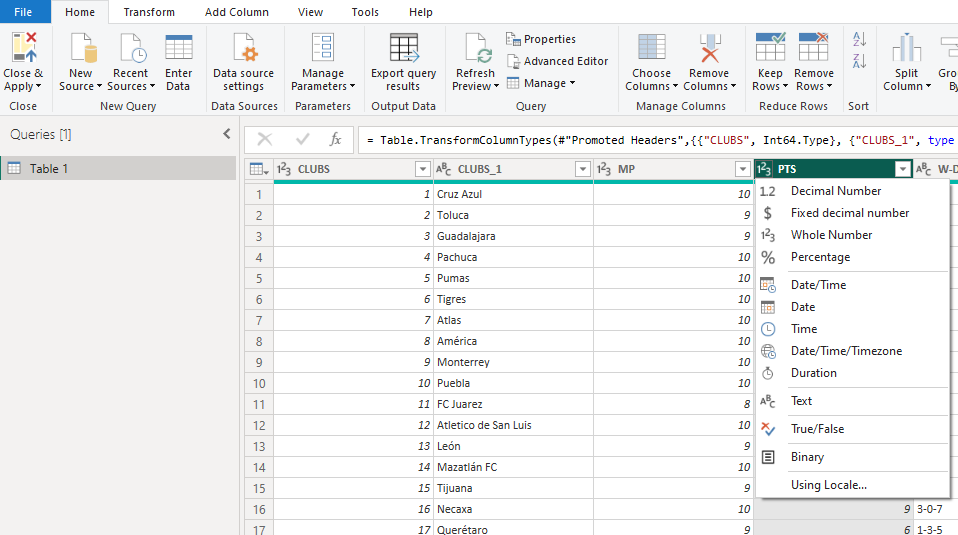 File Home Transform Add Column View Tools Help
Close & Apply
New Source
Recent Sources
Enter Data
Data source settings
Manage Parameters
Export query results
Refresh Preview
Properties
Advanced Editor
Manage
Choose Columns
Remove Columns
Keep Rows
Remove Rows
Split Column
Close
New Query
Data Sources
Parameters
Output Data
Query
Manage Columns
Reduce Rows
Sort
Queries [1]
Table 1
fx
= Table.TransformColumnTypes(#"Promoted Headers",{{"CLUBS", Int64.Type}, {"CLUBS_1", type
123 CLUBS ABC CLUBS_1 123 MP 123 PTS ABC
1 1 Cruz Azul 10
2 2 Toluca 9
3 3 Guadalajara 9
4 4 Pachuca 10
5 5 Pumas 10
6 6 Tigres 10
7 7 Atlas 10
8 8 América 10
9 9 Monterrey 10
10 10 Puebla 10
11 11 FC Juarez 8
12 12 Atletico de San Luis 10
13 13 León 9
14 14 Mazatlán FC 10
15 15 Tijuana 9
16 16 Necaxa 10 9 3-0-7
17 17 Querétaro 9 6 1-3-5
1.2 Decimal Number
$ Fixed decimal number
123 Whole Number
% Percentage
Date/Time
Date
Time
Date/Time/Timezone
Duration
ABC Text
True/False
Binary
Using Locale...